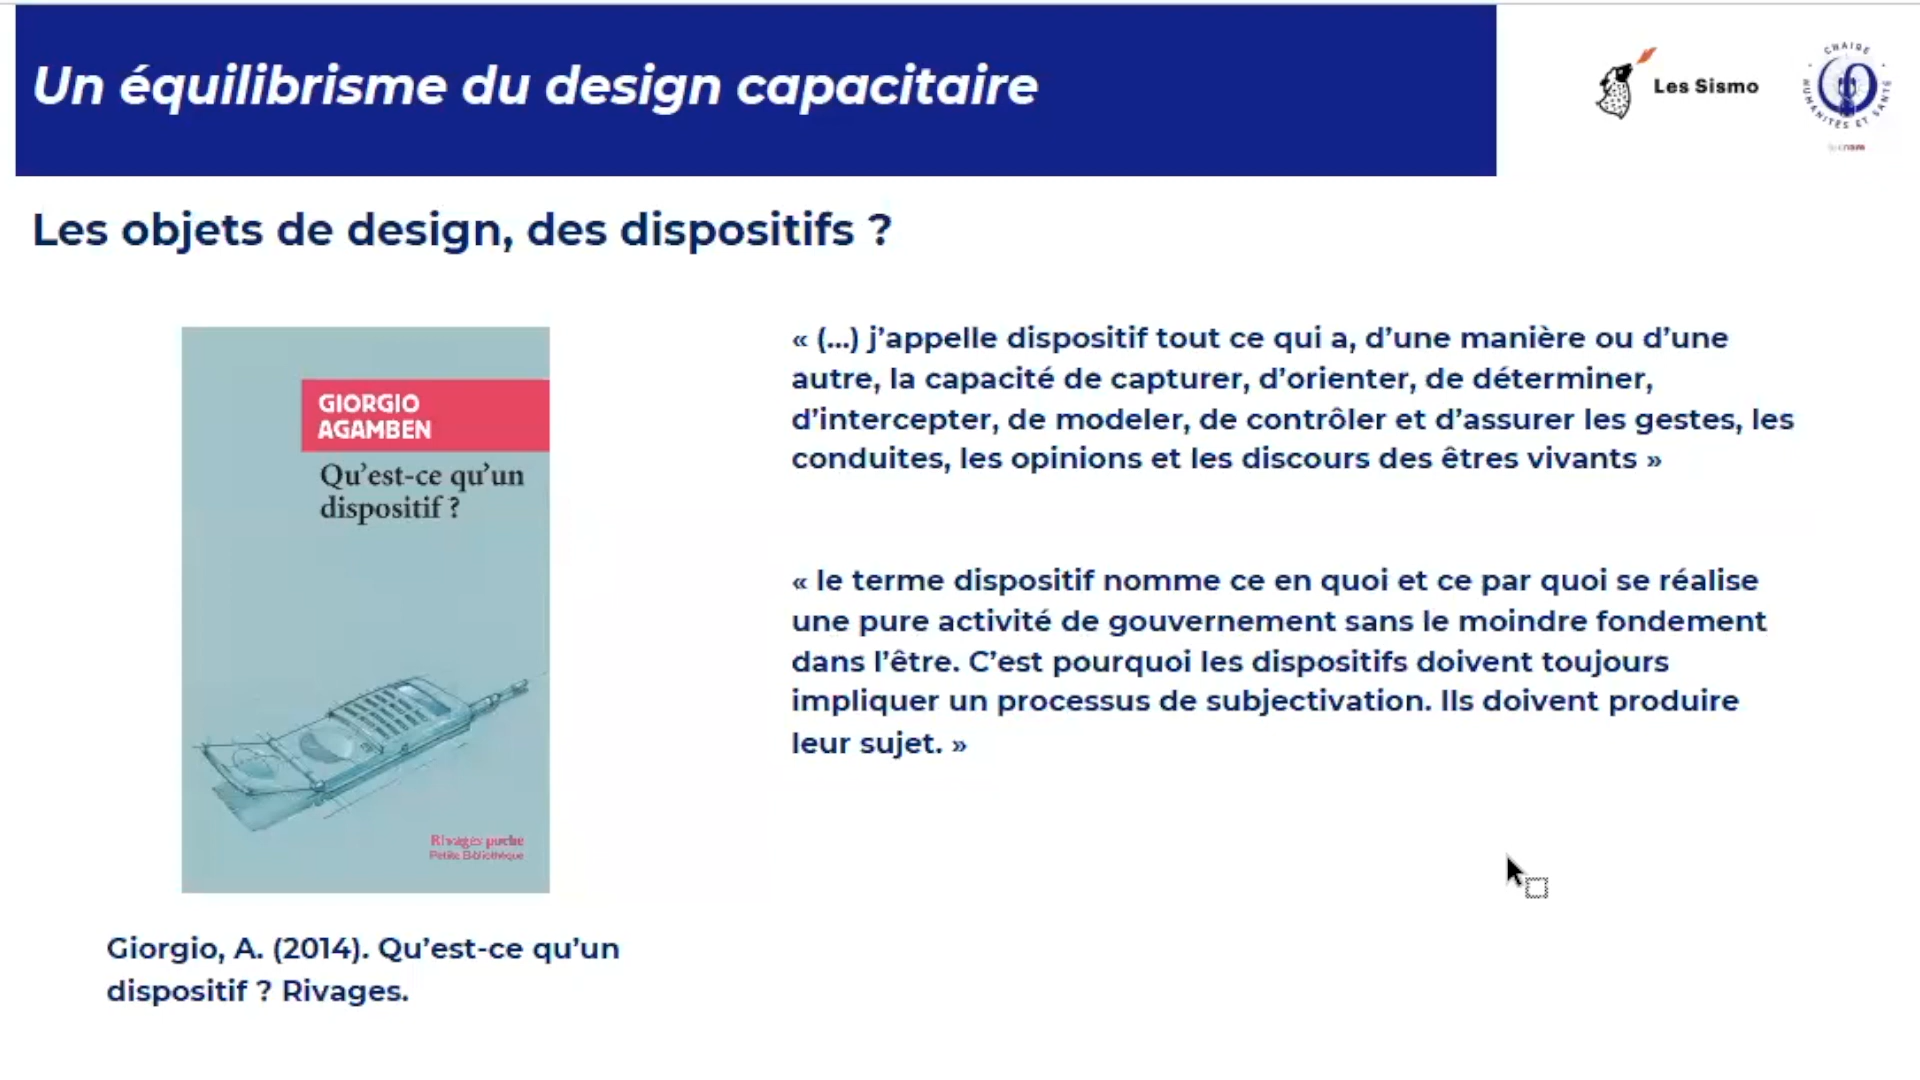 Un équilibrisme du design capacitaire
Les Sismo
CHAIRE
HUMANITÉS ET SANTÉ
Les objets de design, des dispositifs ?
GIORGIO
AGAMBEN
Qu’est-ce qu’un
dispositif ?
Rivages poche
Petite Bibliothèque
Giorgio, A. (2014). Qu’est-ce qu’un
dispositif ? Rivages.
« (...) j’appelle dispositif tout ce qui a, d’une manière ou d’une
autre, la capacité de capturer, d’orienter, de déterminer,
d’intercepter, de modeler, de contrôler et d’assurer les gestes, les
conduites, les opinions et les discours des êtres vivants »
« le terme dispositif nomme ce en quoi et ce par quoi se réalise
une pure activité de gouvernement sans le moindre fondement
dans l’être. C’est pourquoi les dispositifs doivent toujours
impliquer un processus de subjectivation. Ils doivent produire
leur sujet. »